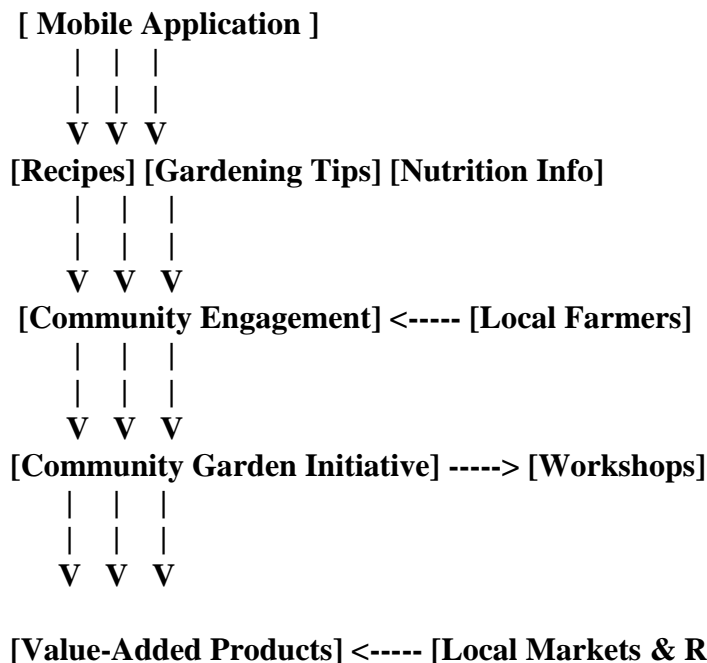 [ Mobile Application ]
| | |
| | |
V V V
[Recipes] [Gardening Tips] [Nutrition Info]
| | |
| | |
V V V
[Community Engagement] <----- [Local Farmers]
| | |
| | |
V V V
[Community Garden Initiative] -----> [Workshops]
| | |
| | |
V V V
[Value-Added Products] <----- [Local Markets & R